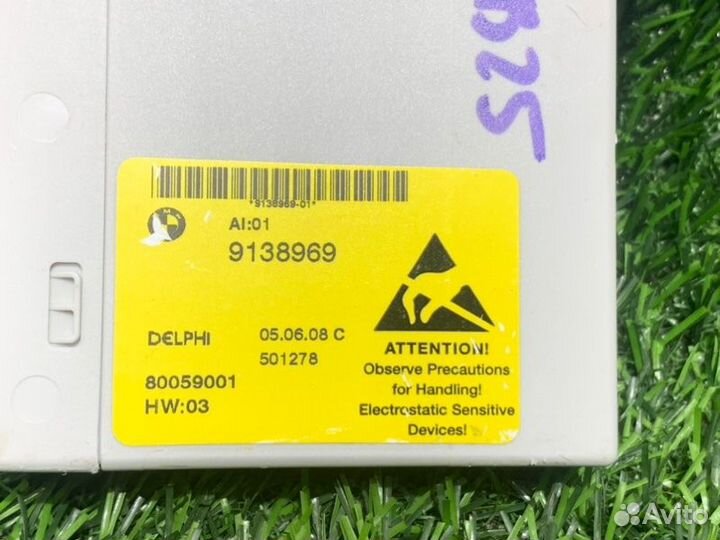 *9138969-01*
BMW
AI:01
9138969
DELPHI
05.06.08 C
501278
80059001
HW:03
ATTENTION!
Observe Precautions
for Handling!
Electrostatic Sensitive
Devices!
Avito